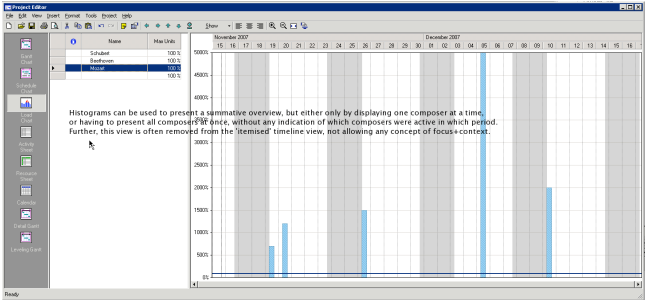 Project Editor
File Edit View Insert Format Tools Project Help
Show
Gantt Chart
Schedule Chart
Load Chart
Activity Sheet
Resource Sheet
Calendar
Detail Gantt
Leveling Gantt
Name Max Units
Schubert 100 %
Beethoven 100 %
Mozart 100 %
100 %
November 2007 December 2007
15 16 17 18 19 20 21 22 23 24 25 26 27 28 29 30 01 02 03 04 05 06 07 08 09 10 11 12 13 14 15 16
5000%
4500%
4000%
Histograms can be used to present a summative overview, but either only by displaying one composer at a time,
or having to present all composers at once, without any indication of which composers were active in which period.
Further, this view is often removed from the 'itemised' timeline view, not allowing any concept of focus+context.
3000%
2500%
2000%
1500%
1000%
500%
0%
Ready